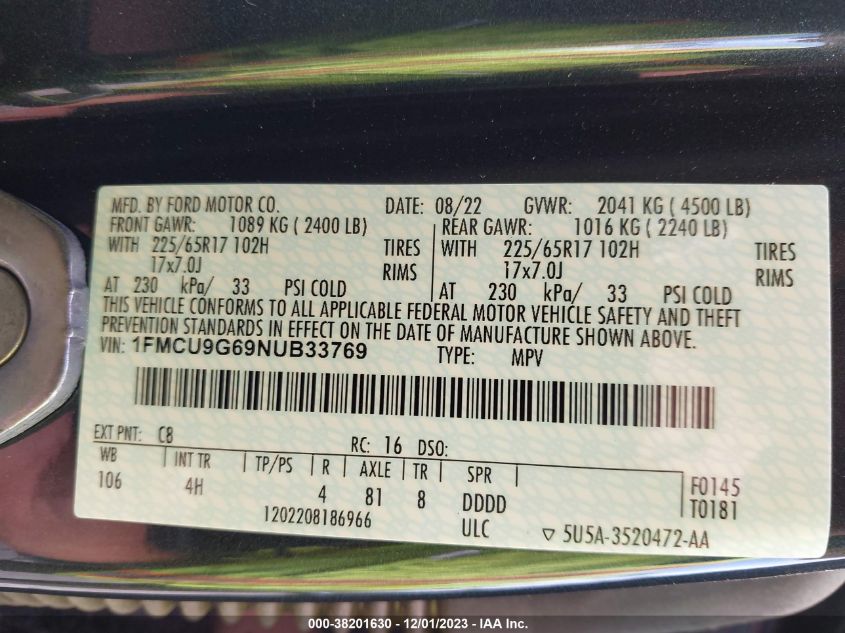 MFD. BY FORD MOTOR CO. DATE: 08/22 GVWR: 2041 KG ( 4500 LB)
FRONT GAWR: 1089 KG ( 2400 LB) REAR GAWR: 1016 KG ( 2240 LB)
WITH 225/65R17 102H TIRES WITH 225/65R17 102H TIRES
17x7.0J RIMS 17x7.0J RIMS
AT 230 kPa/ 33 PSI COLD AT 230 kPa/ 33 PSI COLD
THIS VEHICLE CONFORMS TO ALL APPLICABLE FEDERAL MOTOR VEHICLE SAFETY AND THEFT
PREVENTION STANDARDS IN EFFECT ON THE DATE OF MANUFACTURE SHOWN ABOVE.
VIN: 1FMCU9G69NUB33769 TYPE: MPV
EXT PNT: C8 RC: 16 DSO:
WB INT TR TP/PS R AXLE TR SPR F0145
106 4H 4 81 8 DDDD T0181
1202208186966 ULC ▽ 5U5A-3520472-AA
000-38201630 - 12/01/2023 - IAA Inc.